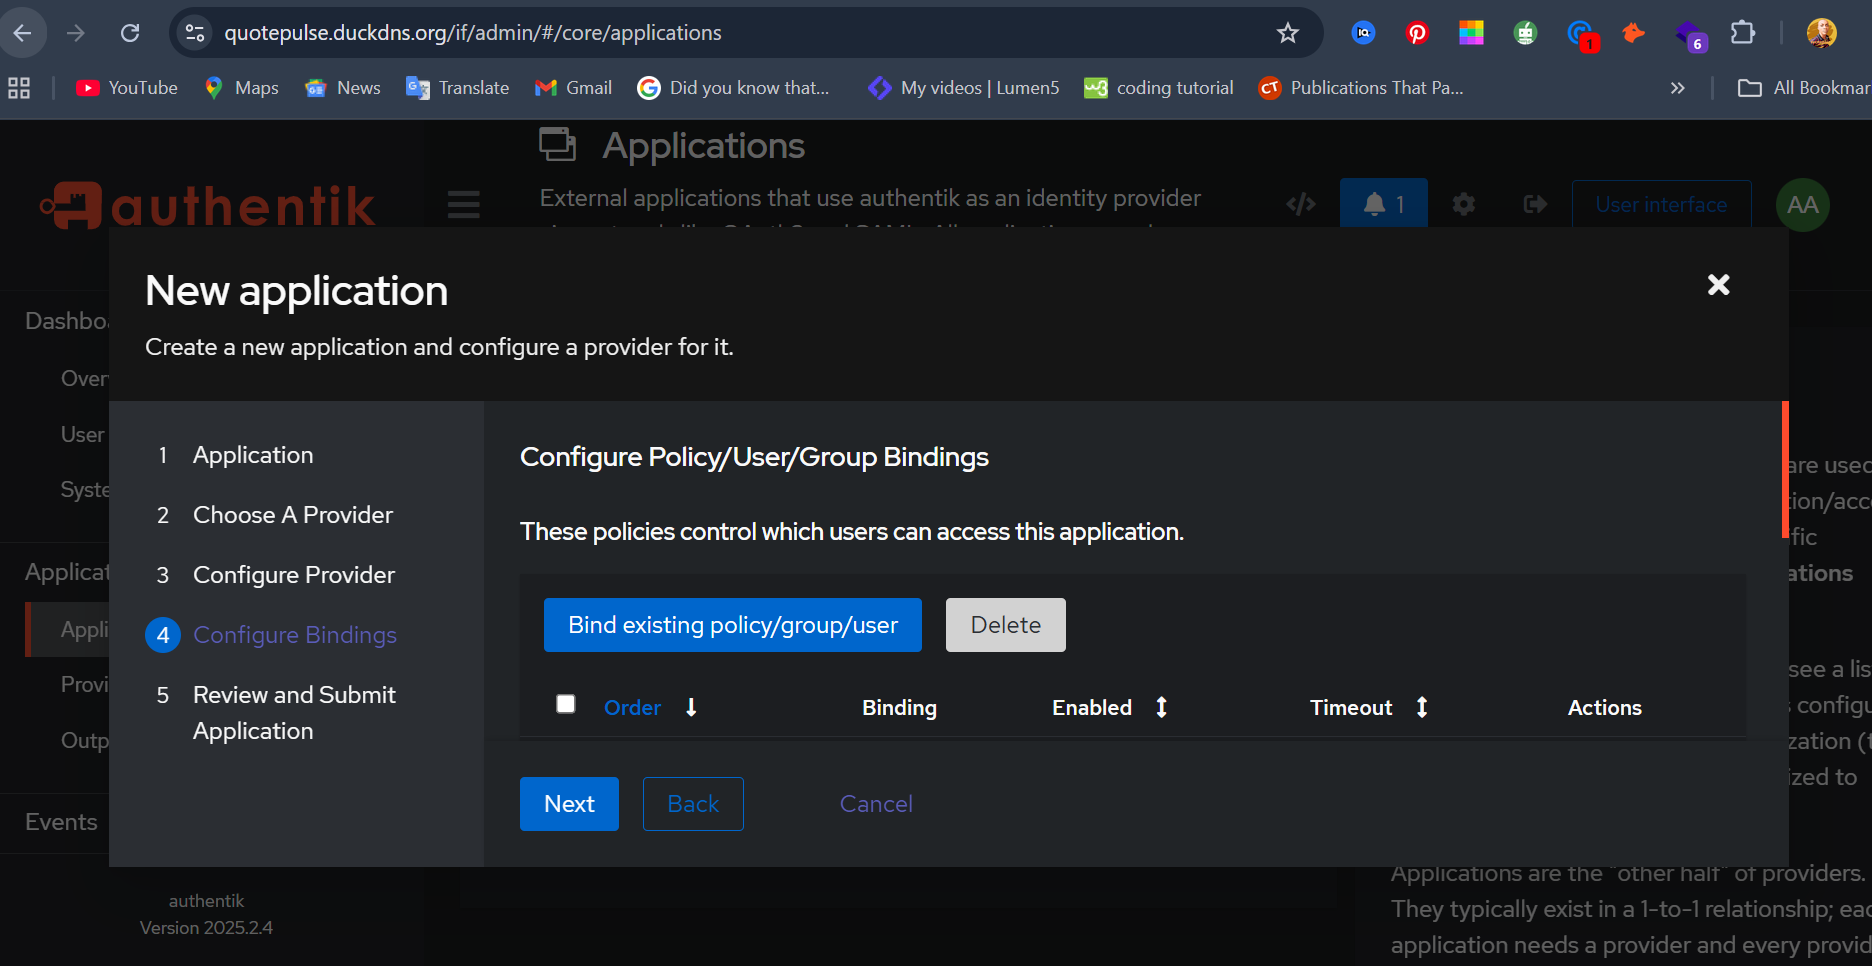 quotepulse.duckdns.org/if/admin/#/core/applications
1
6
YouTube
Maps
News
Translate
Gmail
Did you know that...
My videos | Lumen5
coding tutorial
Publications That Pa...
All Bookmar
authentik
Applications
External applications that use authentik as an identity provider
1
User interface
AA
New application
Create a new application and configure a provider for it.
Dashboa
Over
User
Syste
Applicat
Appli
Provi
Outp
Events
1 Application
2 Choose A Provider
3 Configure Provider
4 Configure Bindings
5 Review and Submit
Application
Configure Policy/User/Group Bindings
These policies control which users can access this application.
Bind existing policy/group/user
Delete
Order
Binding
Enabled
Timeout
Actions
Next
Back
Cancel
are used
ion/acce
fic
ations
see a lis
configu
zation (t
ized to
Applications are the "other half" of providers.
They typically exist in a 1-to-1 relationship; eac
application needs a provider and every provid
authentik
Version 2025.2.4